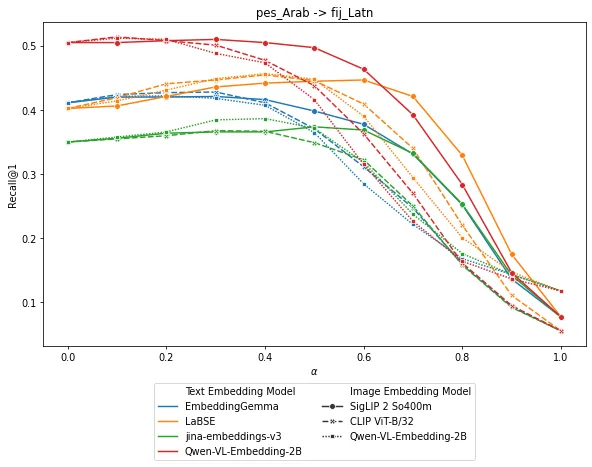 pes_Arab -> fij_Latn
0.5
0.4
0.3
0.2
0.1
Recall@1
0.0 0.2 0.4 0.6 0.8 1.0
α
Text Embedding Model
EmbeddingGemma
LaBSE
jina-embeddings-v3
Qwen-VL-Embedding-2B
Image Embedding Model
SigLIP 2 So400m
CLIP ViT-B/32
Qwen-VL-Embedding-2B